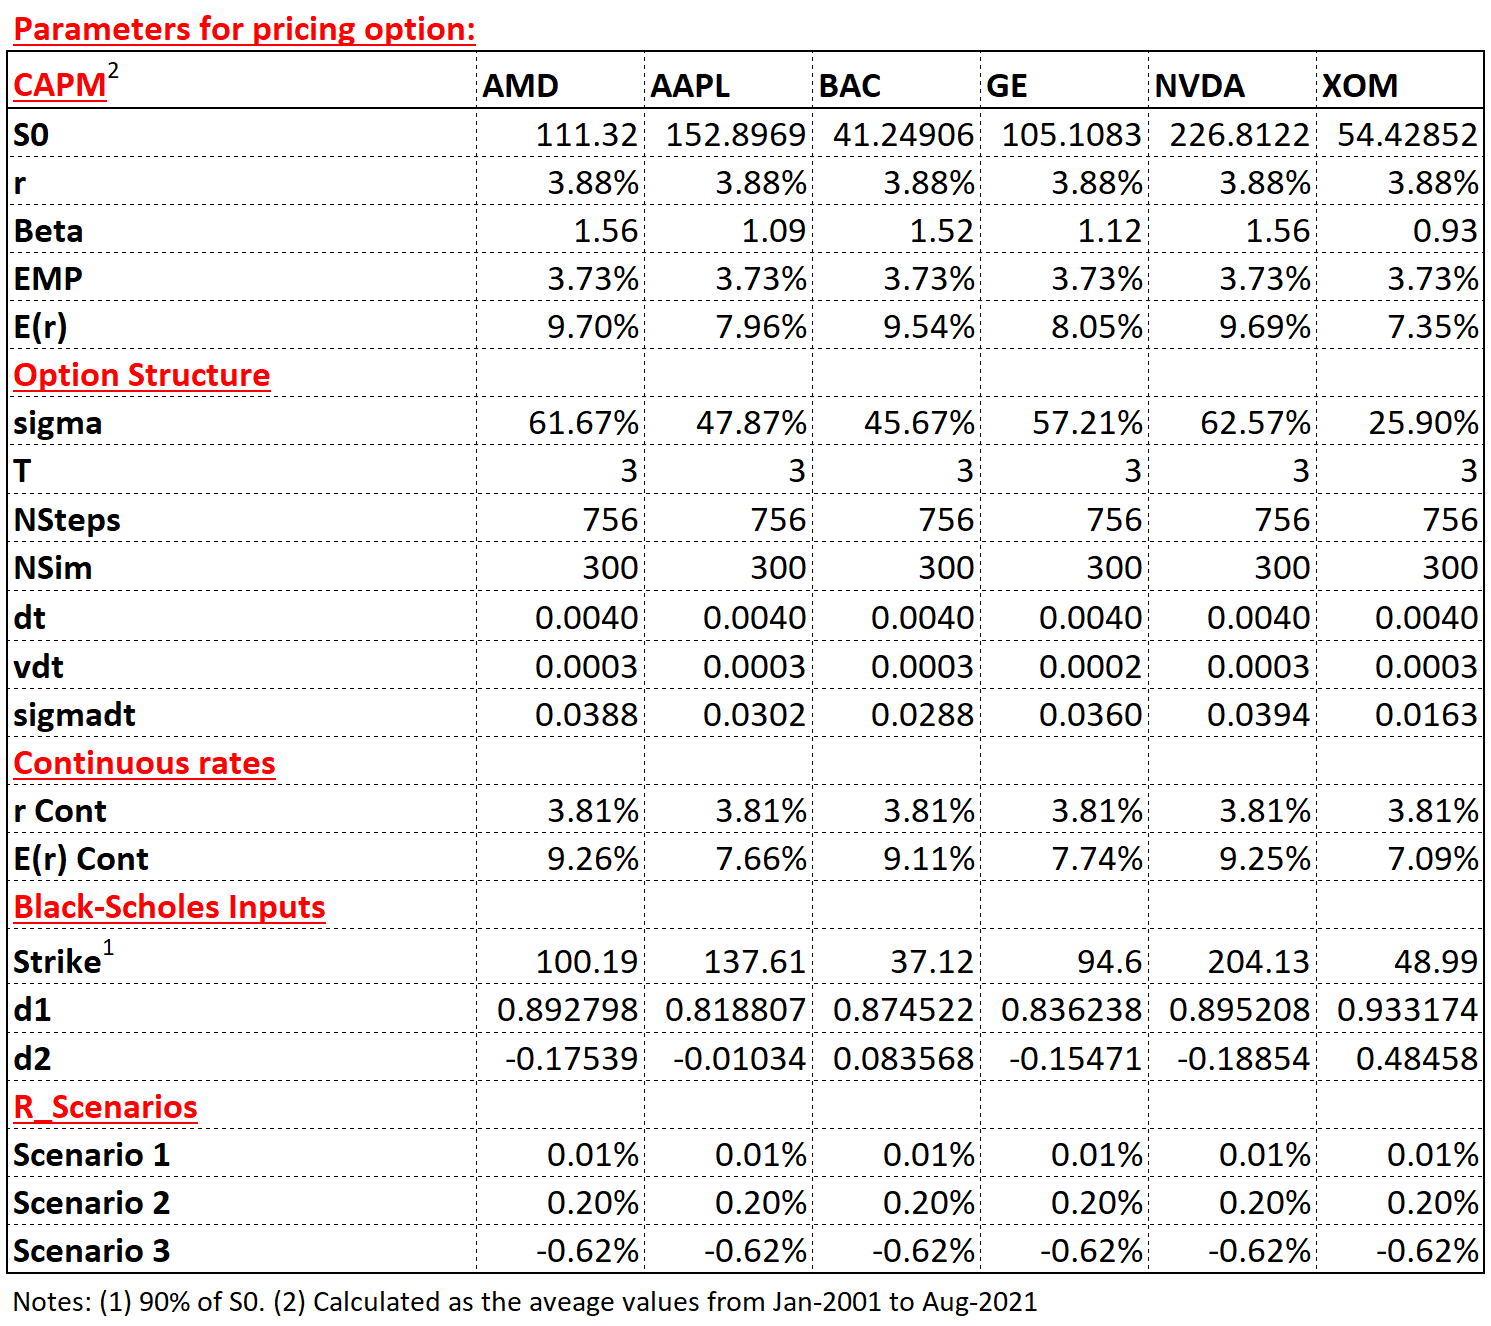 Parameters for pricing option:
CAPM2 AMD AAPL BAC GE NVDA XOM
S0 111.32 152.8969 41.24906 105.1083 226.8122 54.42852
r 3.88% 3.88% 3.88% 3.88% 3.88% 3.88%
Beta 1.56 1.09 1.52 1.12 1.56 0.93
EMP 3.73% 3.73% 3.73% 3.73% 3.73% 3.73%
E(r) 9.70% 7.96% 9.54% 8.05% 9.69% 7.35%
Option Structure
sigma 61.67% 47.87% 45.67% 57.21% 62.57% 25.90%
T 3 3 3 3 3 3
NSteps 756 756 756 756 756 756
NSim 300 300 300 300 300 300
dt 0.0040 0.0040 0.0040 0.0040 0.0040 0.0040
vdt 0.0003 0.0003 0.0003 0.0002 0.0003 0.0003
sigmadt 0.0388 0.0302 0.0288 0.0360 0.0394 0.0163
Continuous rates
r Cont 3.81% 3.81% 3.81% 3.81% 3.81% 3.81%
E(r) Cont 9.26% 7.66% 9.11% 7.74% 9.25% 7.09%
Black-Scholes Inputs
Strike1 100.19 137.61 37.12 94.6 204.13 48.99
d1 0.892798 0.818807 0.874522 0.836238 0.895208 0.933174
d2 -0.17539 -0.01034 0.083568 -0.15471 -0.18854 0.48458
R_Scenarios
Scenario 1 0.01% 0.01% 0.01% 0.01% 0.01% 0.01%
Scenario 2 0.20% 0.20% 0.20% 0.20% 0.20% 0.20%
Scenario 3 -0.62% -0.62% -0.62% -0.62% -0.62% -0.62%
Notes: (1) 90% of S0. (2) Calculated as the aveage values from Jan-2001 to Aug-2021